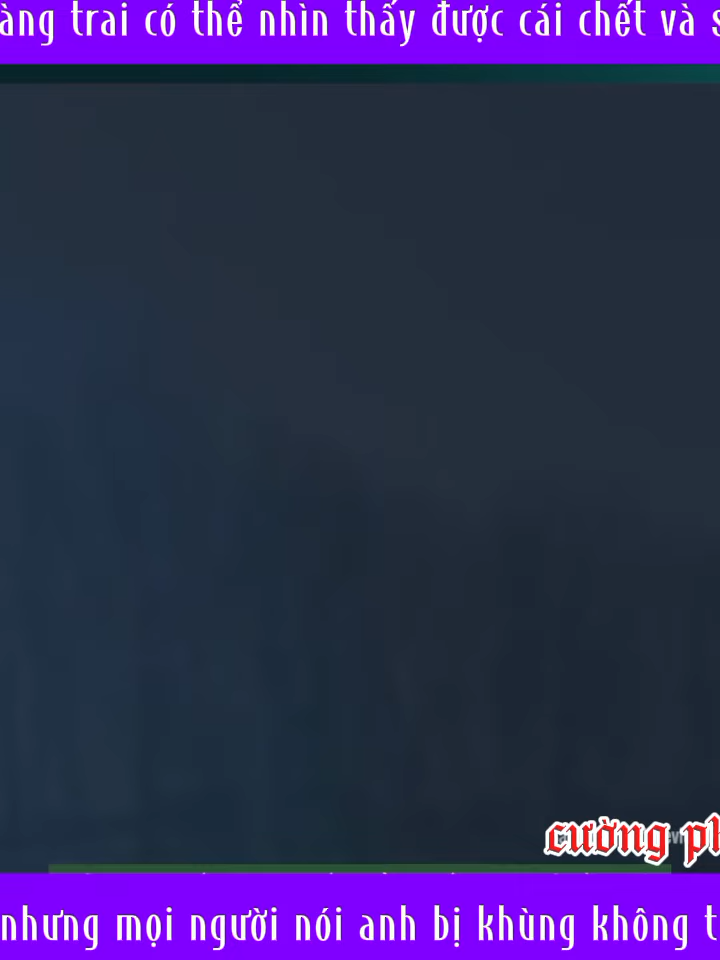 àng trai có thể nhìn thấy được cái chết và s
cường ph
nhưng mọi người nói anh bị khùng không t